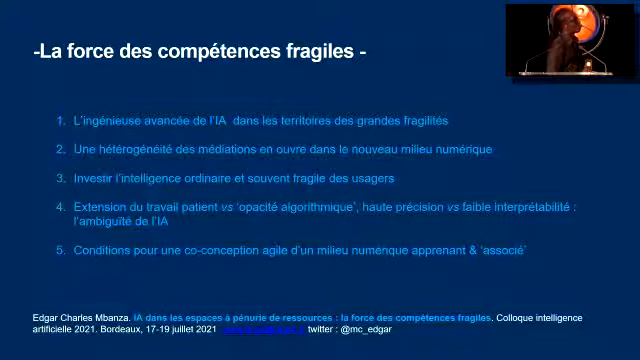 -La force des compétences fragiles -
1. L'ingénieuse avancée de l'IA dans les territoires des grandes fragilités
2. Une hétérogénéité des médiations en ouvre dans le nouveau milieu numérique
3. Investir l'intelligence ordinaire et souvent fragile des usagers
4. Extension du travail patient vs 'opacité algorithmique', haute précision vs faible interprétabilité :
l'ambiguïté de l'IA
5. Conditions pour une co-conception agile d'un milieu numérique apprenant & 'associé'
Edgar Charles Mbanza. IA dans les espaces à pénurie de ressources : la force des compétences fragiles. Colloque intelligence
artificielle 2021. Bordeaux, 17-19 juillet 2021 twitter : @mc_edgar